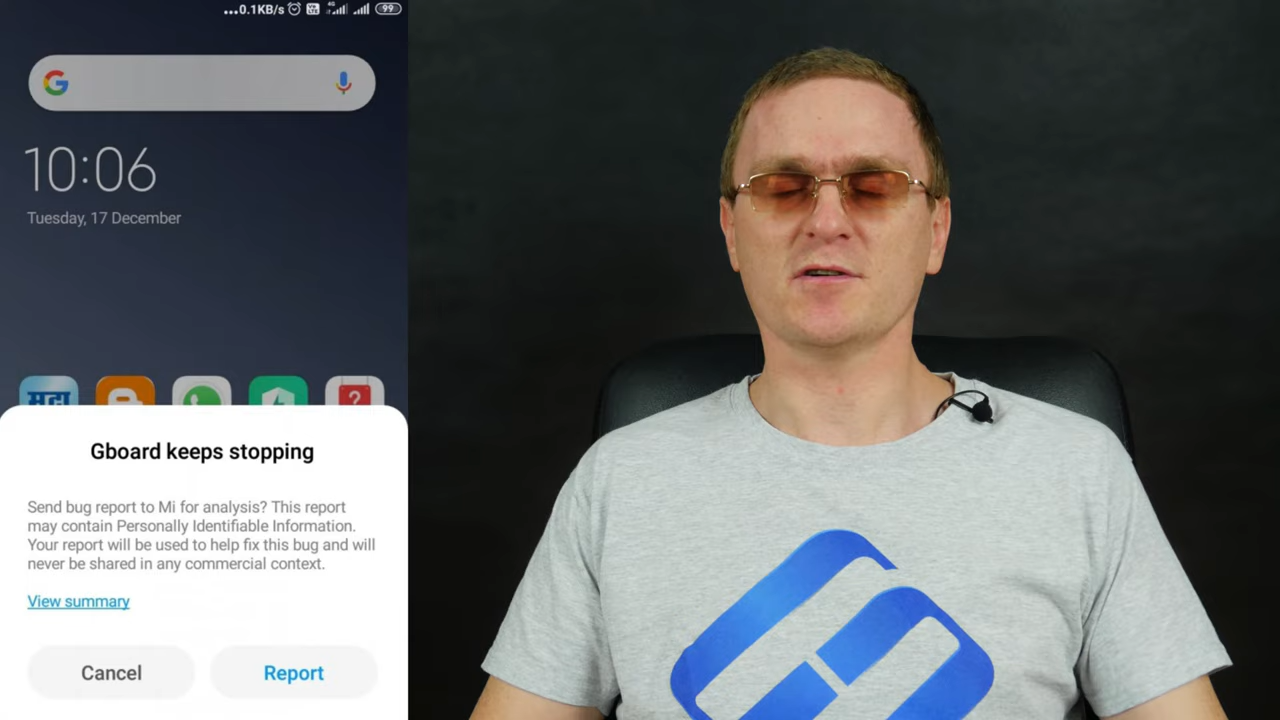 ...0.1KB/s 4G 99
10:06
Tuesday, 17 December
Gboard keeps stopping
Send bug report to Mi for analysis? This report
may contain Personally Identifiable Information.
Your report will be used to help fix this bug and will
never be shared in any commercial context.
View summary
Cancel Report